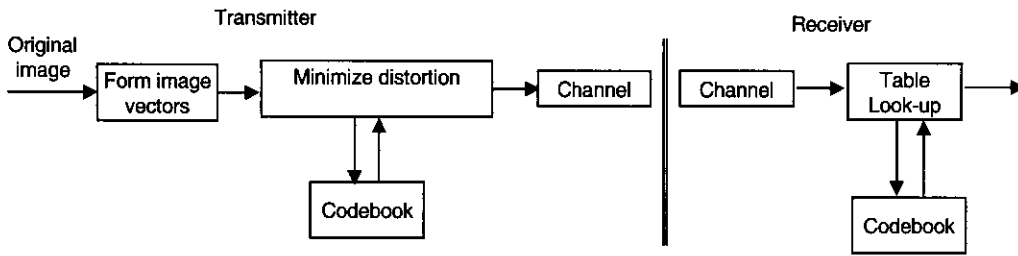 Transmitter
Receiver
Original
image
Form image
vectors
Minimize distortion
Channel
Channel
Table
Look-up
Codebook
Codebook